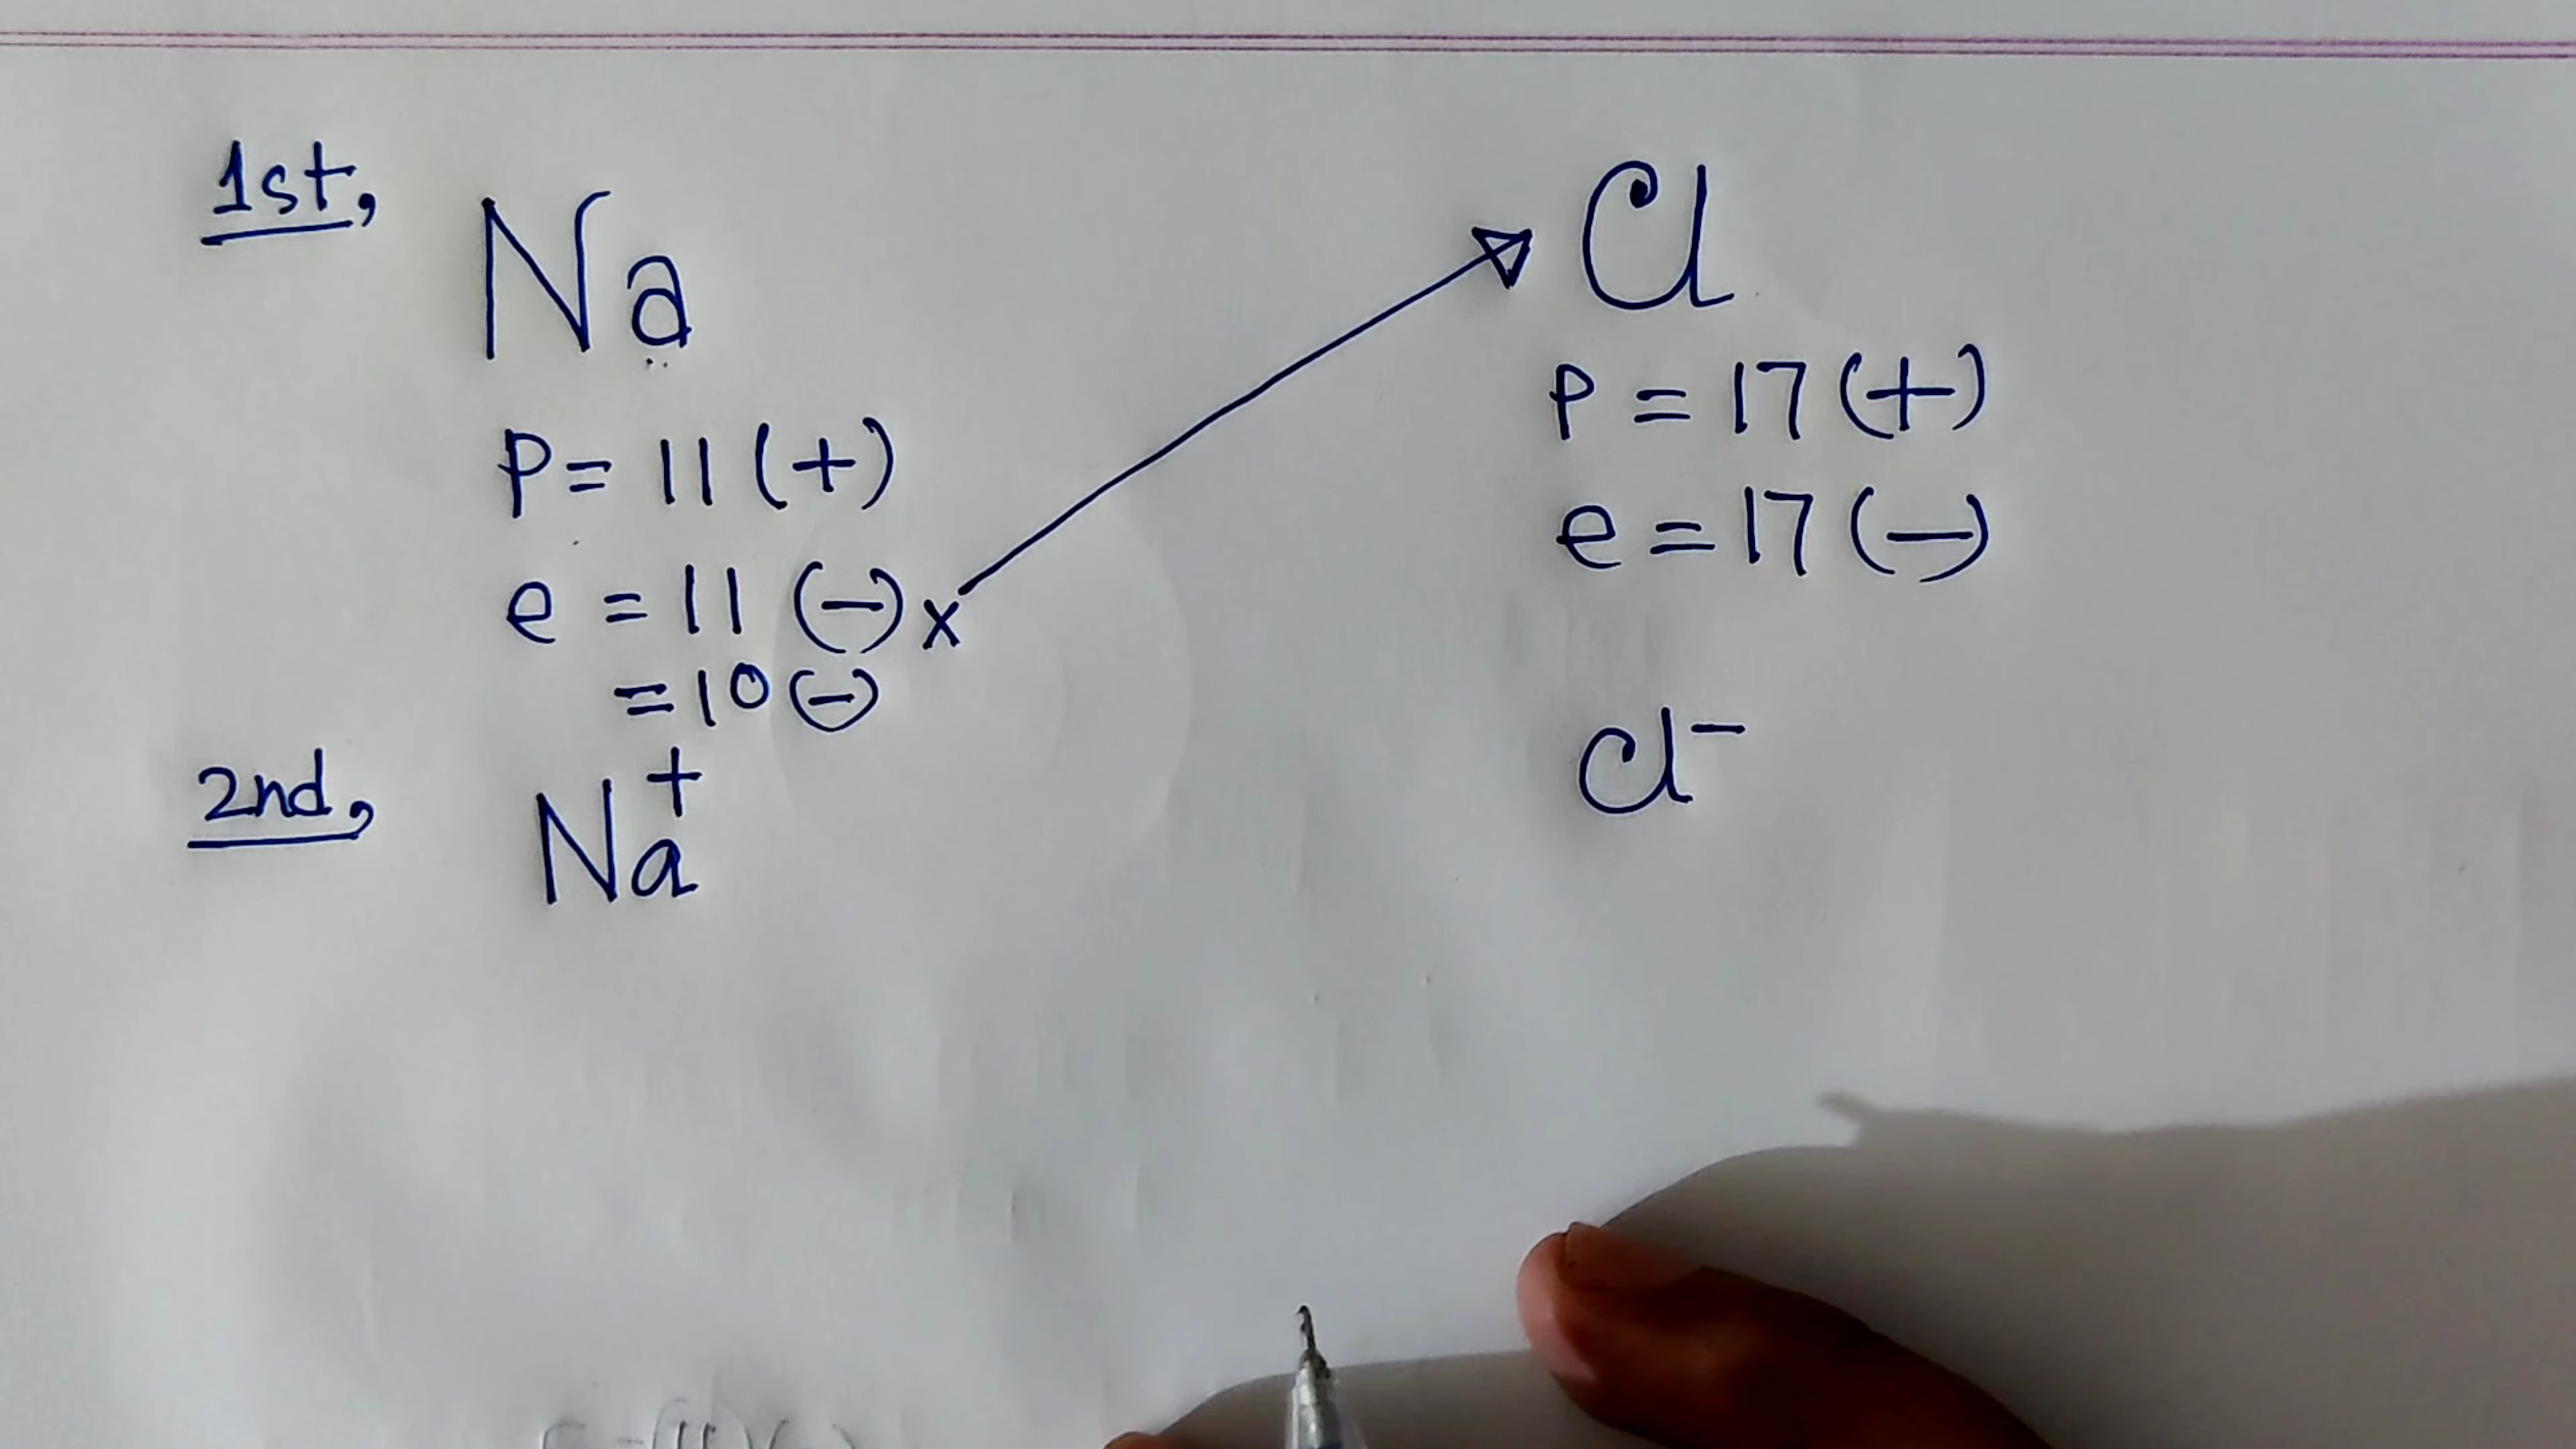 1st,
Na
P = 11 (+)
e = 11 (-) x
= 10 (-)
Cl
P = 17 (+)
e = 17 (-)
2nd,
Na+
Cl-